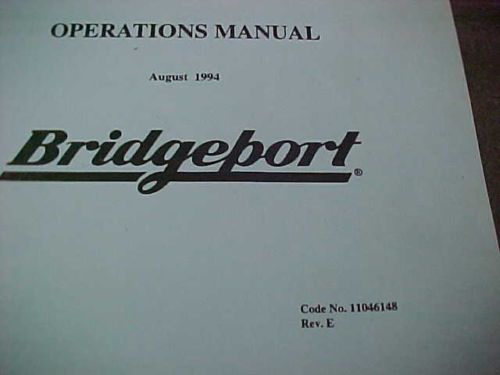 OPERATIONS MANUAL
August 1994
Bridgeport®
Code No. 11046148
Rev. E